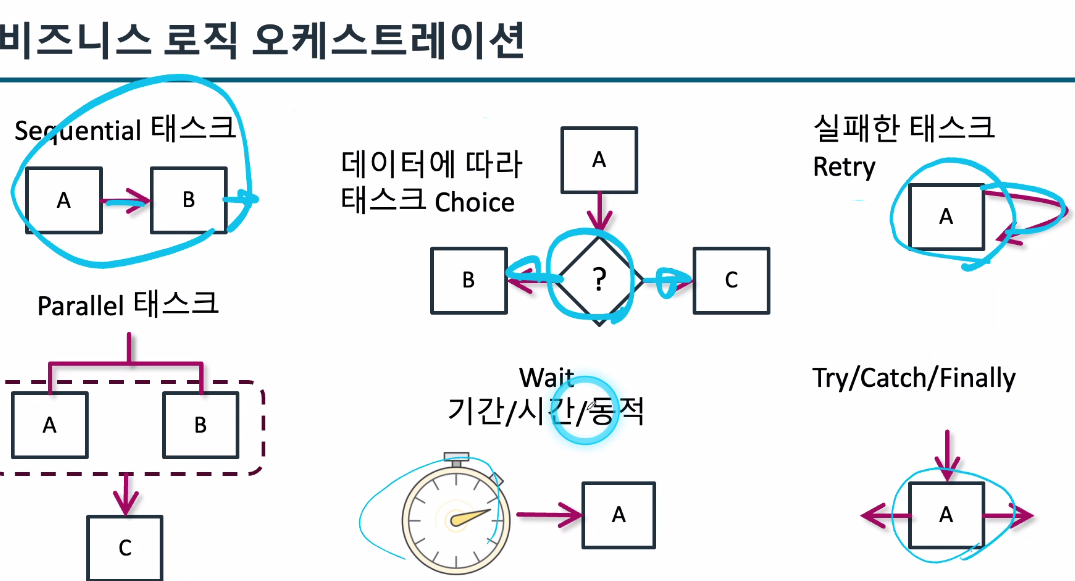 비즈니스 로직 오케스트레이션
Sequential 태스크
A
B
Parallel 태스크
A
B
C
데이터에 따라
태스크 Choice
A
?
B
C
Wait
기간/시간/동적
A
실패한 태스크
Retry
A
Try/Catch/Finally
A